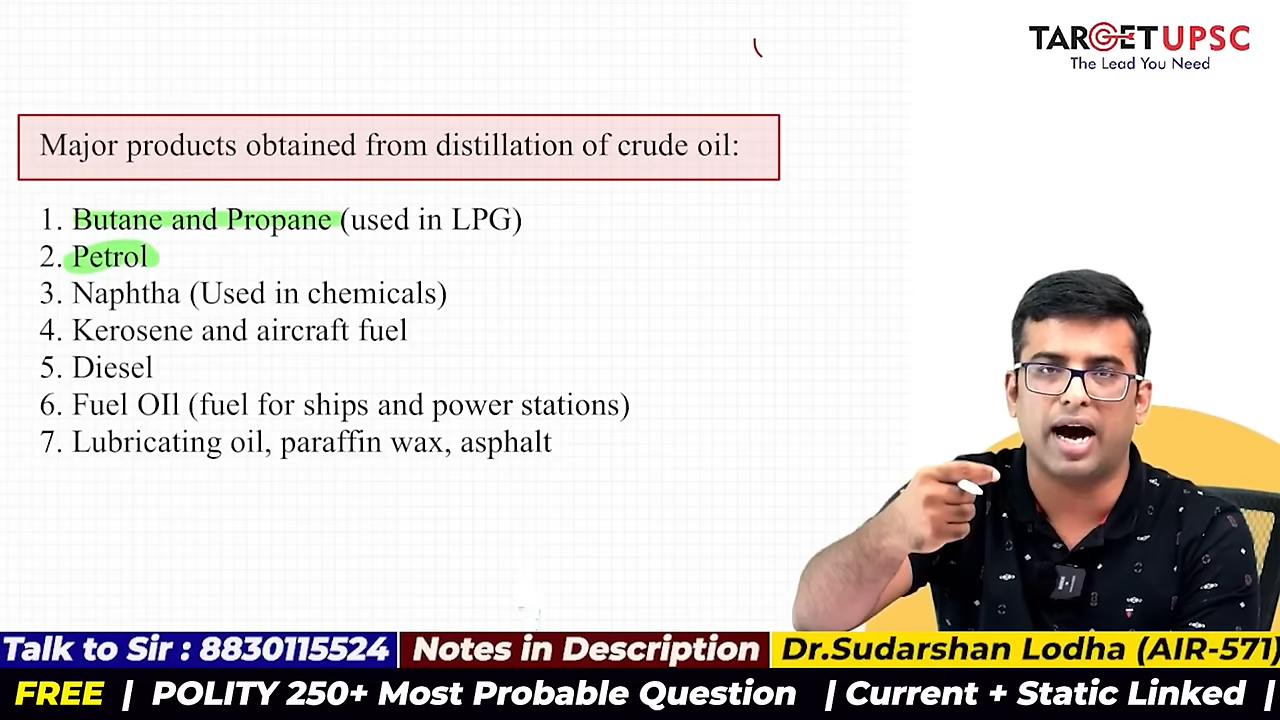 TARGET UPSC
The Lead You Need
Major products obtained from distillation of crude oil:
1. Butane and Propane (used in LPG)
2. Petrol
3. Naphtha (Used in chemicals)
4. Kerosene and aircraft fuel
5. Diesel
6. Fuel OIl (fuel for ships and power stations)
7. Lubricating oil, paraffin wax, asphalt
Talk to Sir : 8830115524 Notes in Description Dr.Sudarshan Lodha (AIR-571)
FREE | POLITY 250+ Most Probable Question | Current + Static Linked |